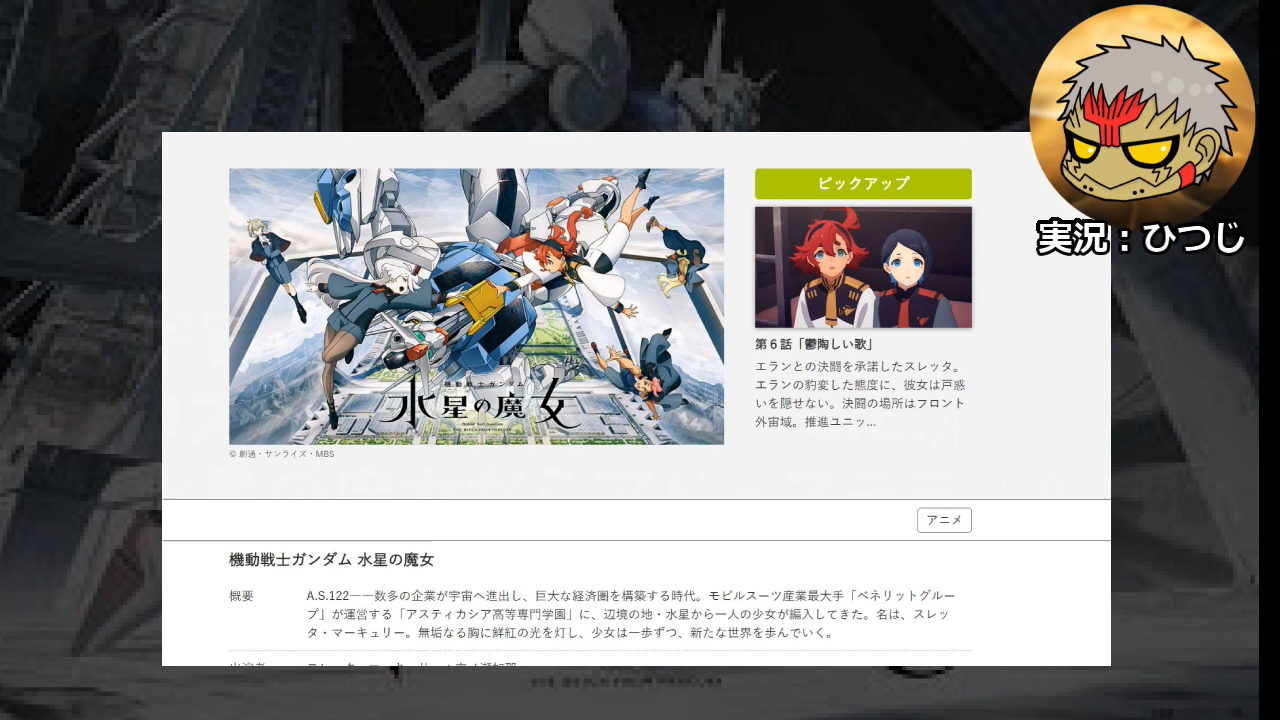 実況：ひつじ
ピックアップ
機動戦士ガンダム
水星の魔女
第６話「鬱陶しい歌」
エランとの決闘を承諾したスレッタ。
エランの豹変した態度に、彼女は戸惑
いを隠せない。決闘の場所はフロント
外宙域。推進ユニッ...
© 創通・サンライズ・MBS
アニメ
機動戦士ガンダム 水星の魔女
概要
A.S.122――数多の企業が宇宙へ進出し、巨大な経済圏を構築する時代。モビルスーツ産業最大手「ベネリットグルー
プ」が運営する「アスティカシア高等専門学園」に、辺境の地・水星から一人の少女が編入してきた。名は、スレッ
タ・マーキュリー。無垢なる胸に鮮紅の光を灯し、少女は一歩ずつ、新たな世界を歩んでいく。